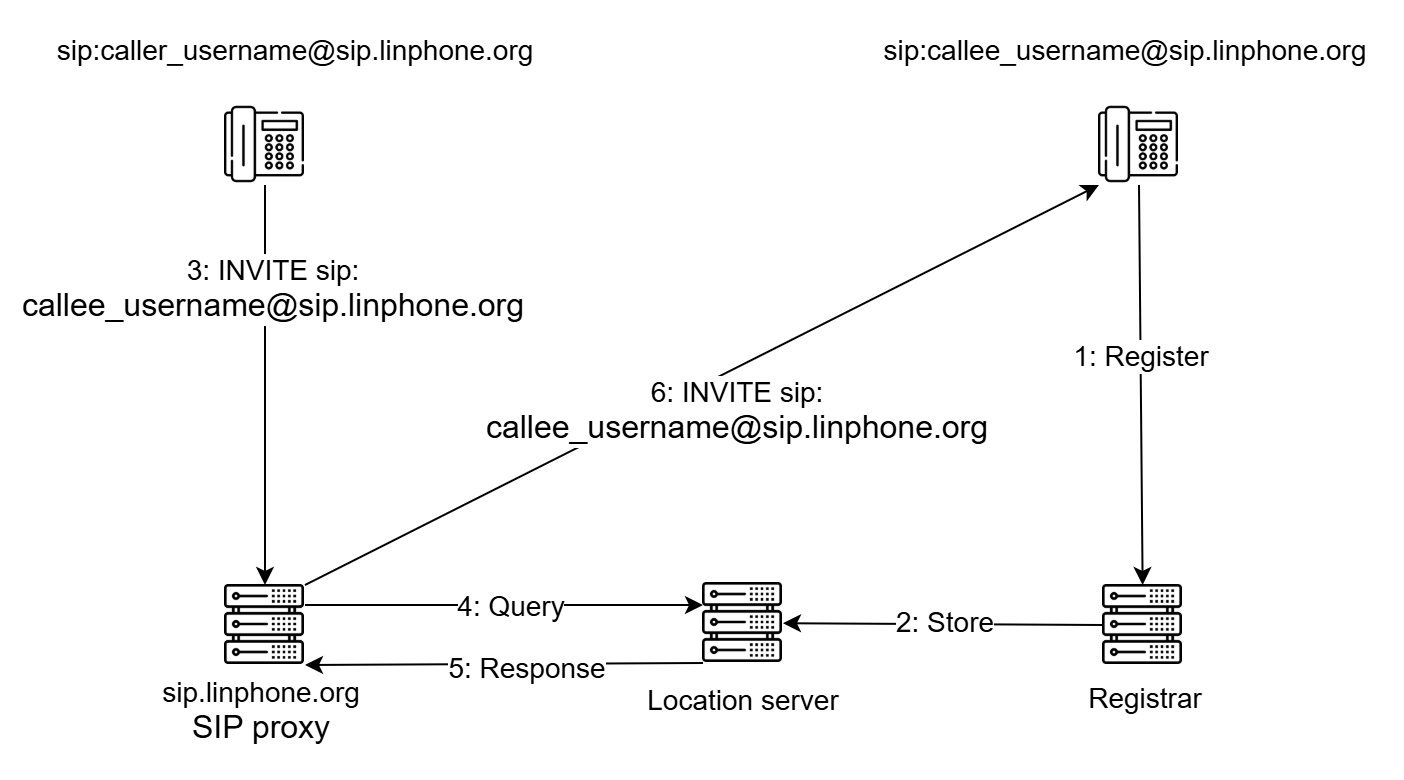 sip:caller_username@sip.linphone.org
sip:callee_username@sip.linphone.org
3: INVITE sip:
callee_username@sip.linphone.org
1: Register
6: INVITE sip:
callee_username@sip.linphone.org
4: Query
2: Store
5: Response
sip.linphone.org
SIP proxy
Location server
Registrar